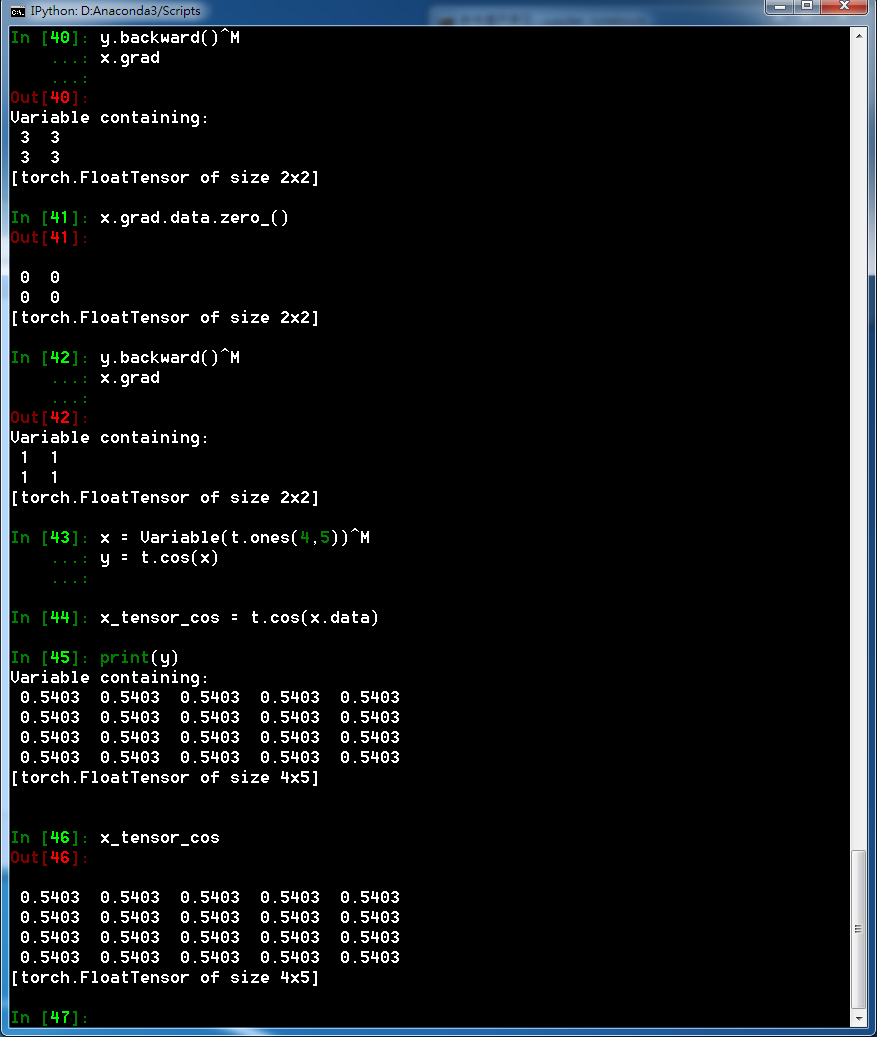 IPython: D:Anaconda3/Scripts
In [40]: y.backward()^M
    ...: x.grad
    ...:
Out[40]:
Variable containing:
 3  3
 3  3
[torch.FloatTensor of size 2x2]
In [41]: x.grad.data.zero_()
Out[41]:
 0  0
 0  0
[torch.FloatTensor of size 2x2]
In [42]: y.backward()^M
    ...: x.grad
    ...:
Out[42]:
Variable containing:
 1  1
 1  1
[torch.FloatTensor of size 2x2]
In [43]: x = Variable(t.ones(4,5))^M
    ...: y = t.cos(x)
    ...:
In [44]: x_tensor_cos = t.cos(x.data)
In [45]: print(y)
Variable containing:
 0.5403  0.5403  0.5403  0.5403  0.5403
 0.5403  0.5403  0.5403  0.5403  0.5403
 0.5403  0.5403  0.5403  0.5403  0.5403
 0.5403  0.5403  0.5403  0.5403  0.5403
[torch.FloatTensor of size 4x5]
In [46]: x_tensor_cos
Out[46]:
 0.5403  0.5403  0.5403  0.5403  0.5403
 0.5403  0.5403  0.5403  0.5403  0.5403
 0.5403  0.5403  0.5403  0.5403  0.5403
 0.5403  0.5403  0.5403  0.5403  0.5403
[torch.FloatTensor of size 4x5]
In [47]: